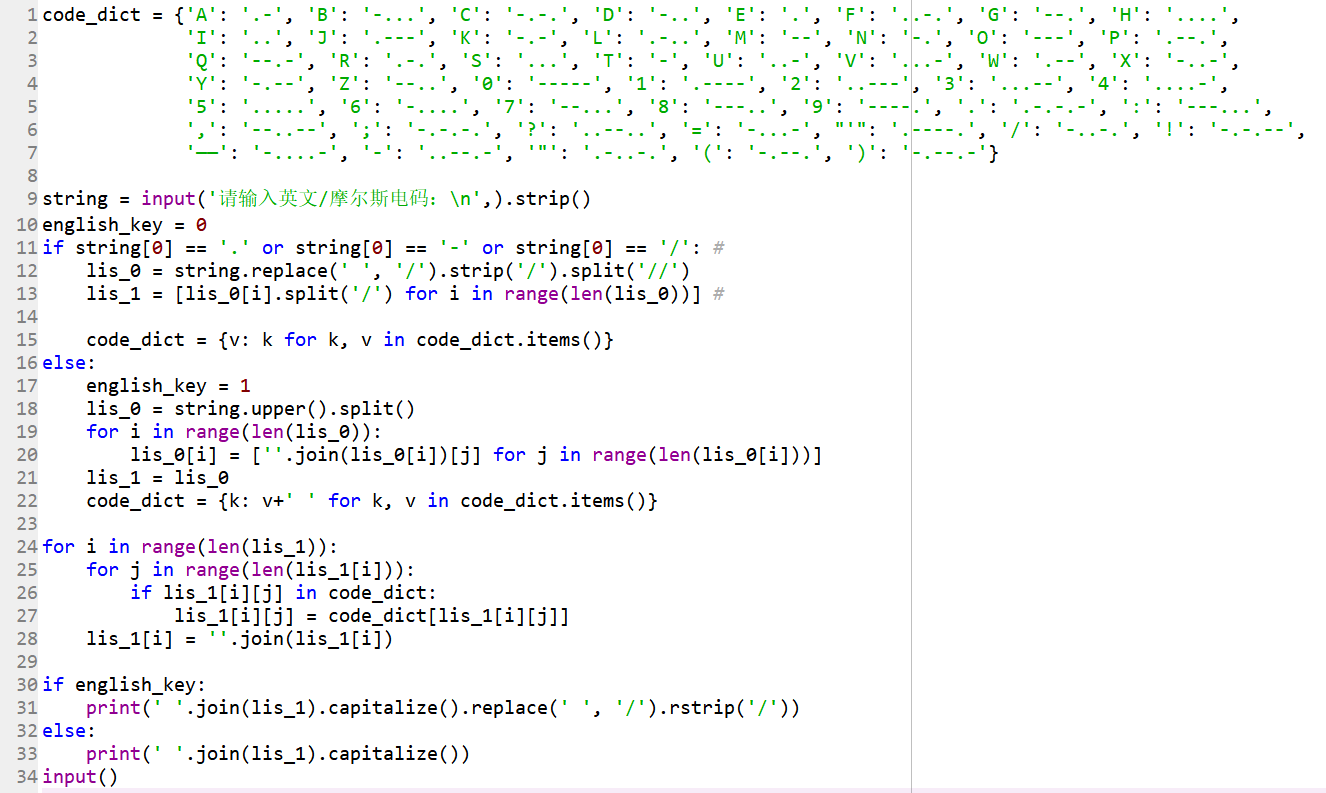 1 code_dict = {'A': '.-', 'B': '-...', 'C': '-.-.', 'D': '-..', 'E': '.', 'F': '..-.', 'G': '--.', 'H': '....',
2 'I': '..', 'J': '.---', 'K': '-.-', 'L': '.-..', 'M': '--', 'N': '-.', 'O': '---', 'P': '.--.',
3 'Q': '--.-', 'R': '.-.', 'S': '...', 'T': '-', 'U': '..-', 'V': '...-', 'W': '.--', 'X': '-..-',
4 'Y': '-.--', 'Z': '--..', '0': '-----', '1': '.----', '2': '..---', '3': '...--', '4': '....-',
5 '5': '.....', '6': '-....', '7': '--...', '8': '---..', '9': '----.', '.': '.-.-.-', ':': '---...',
6 ',': '--..--', ';': '-.-.-.', '?': '..--..', '=': '-...-', "'": '.----.', '/': '-..-.', '!': '-.-.--',
7 '——': '-....-', '-': '..--.-', '"': '.-..-.', '(': '-.--.', ')': '-.--.-'}
8
9 string = input('请输入英文/摩尔斯电码：\n',).strip()
10 english_key = 0
11 if string[0] == '.' or string[0] == '-' or string[0] == '/': #
12     lis_0 = string.replace(' ', '/').strip('/').split('//')
13     lis_1 = [lis_0[i].split('/') for i in range(len(lis_0))] #
14
15     code_dict = {v: k for k, v in code_dict.items()}
16 else:
17     english_key = 1
18     lis_0 = string.upper().split()
19     for i in range(len(lis_0)):
20         lis_0[i] = [''.join(lis_0[i])[j] for j in range(len(lis_0[i]))]
21     lis_1 = lis_0
22     code_dict = {k: v+' ' for k, v in code_dict.items()}
23
24 for i in range(len(lis_1)):
25     for j in range(len(lis_1[i])):
26         if lis_1[i][j] in code_dict:
27             lis_1[i][j] = code_dict[lis_1[i][j]]
28     lis_1[i] = ''.join(lis_1[i])
29
30 if english_key:
31     print(' '.join(lis_1).capitalize().replace(' ', '/').rstrip('/'))
32 else:
33     print(' '.join(lis_1).capitalize())
34 input()